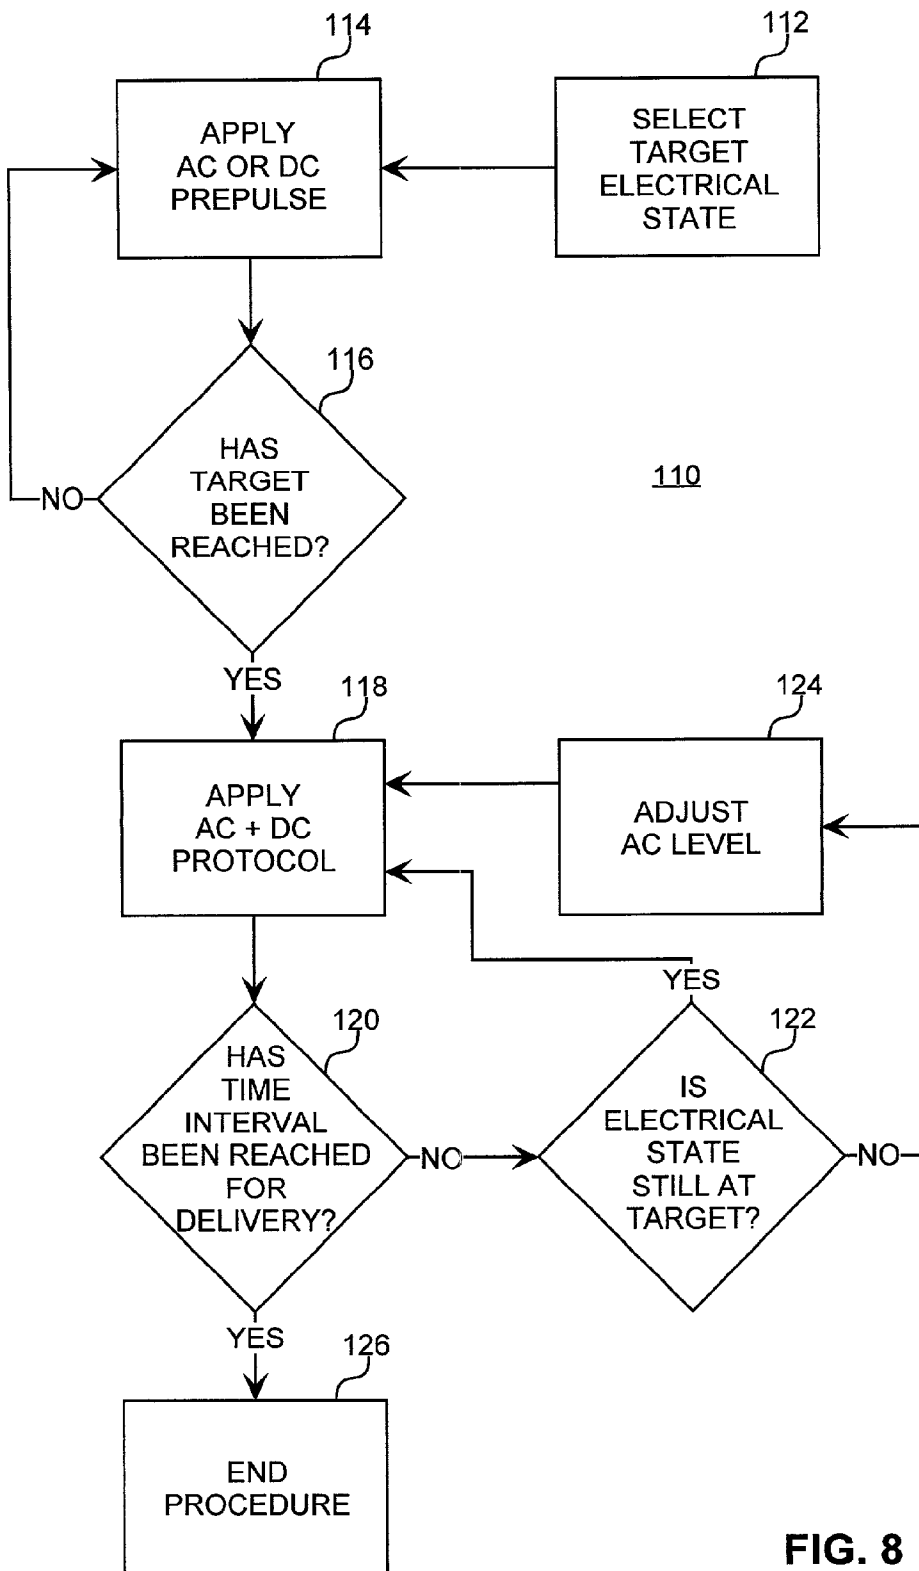 114
112
APPLY
AC OR DC
PREPULSE
SELECT
TARGET
ELECTRICAL
STATE
116
HAS
TARGET
BEEN
REACHED?
NO
110
YES
118
124
APPLY
AC + DC
PROTOCOL
ADJUST
AC LEVEL
YES
120
122
HAS
TIME
INTERVAL
BEEN REACHED
FOR
DELIVERY?
NO
IS
ELECTRICAL
STATE
STILL AT
TARGET?
NO
YES
126
END
PROCEDURE
FIG. 8